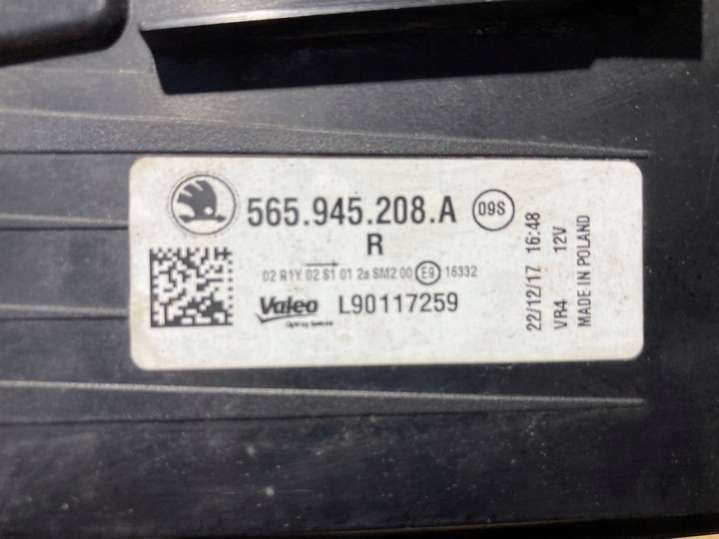 565.945.208.A 09S
R
02 R1Y 02 S1 01 2a SM2 00 E9 16332
Valeo L90117259
22/12/17 16:48
VR4 12V
MADE IN POLAND